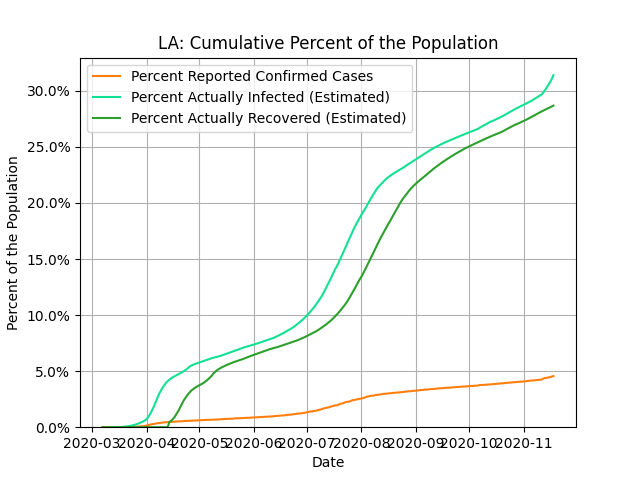 LA: Cumulative Percent of the Population
Percent Reported Confirmed Cases
Percent Actually Infected (Estimated)
Percent Actually Recovered (Estimated)
30.0%
25.0%
20.0%
15.0%
10.0%
5.0%
0.0%
Percent of the Population
2020-03 2020-04 2020-05 2020-06 2020-07 2020-08 2020-09 2020-10 2020-11
Date